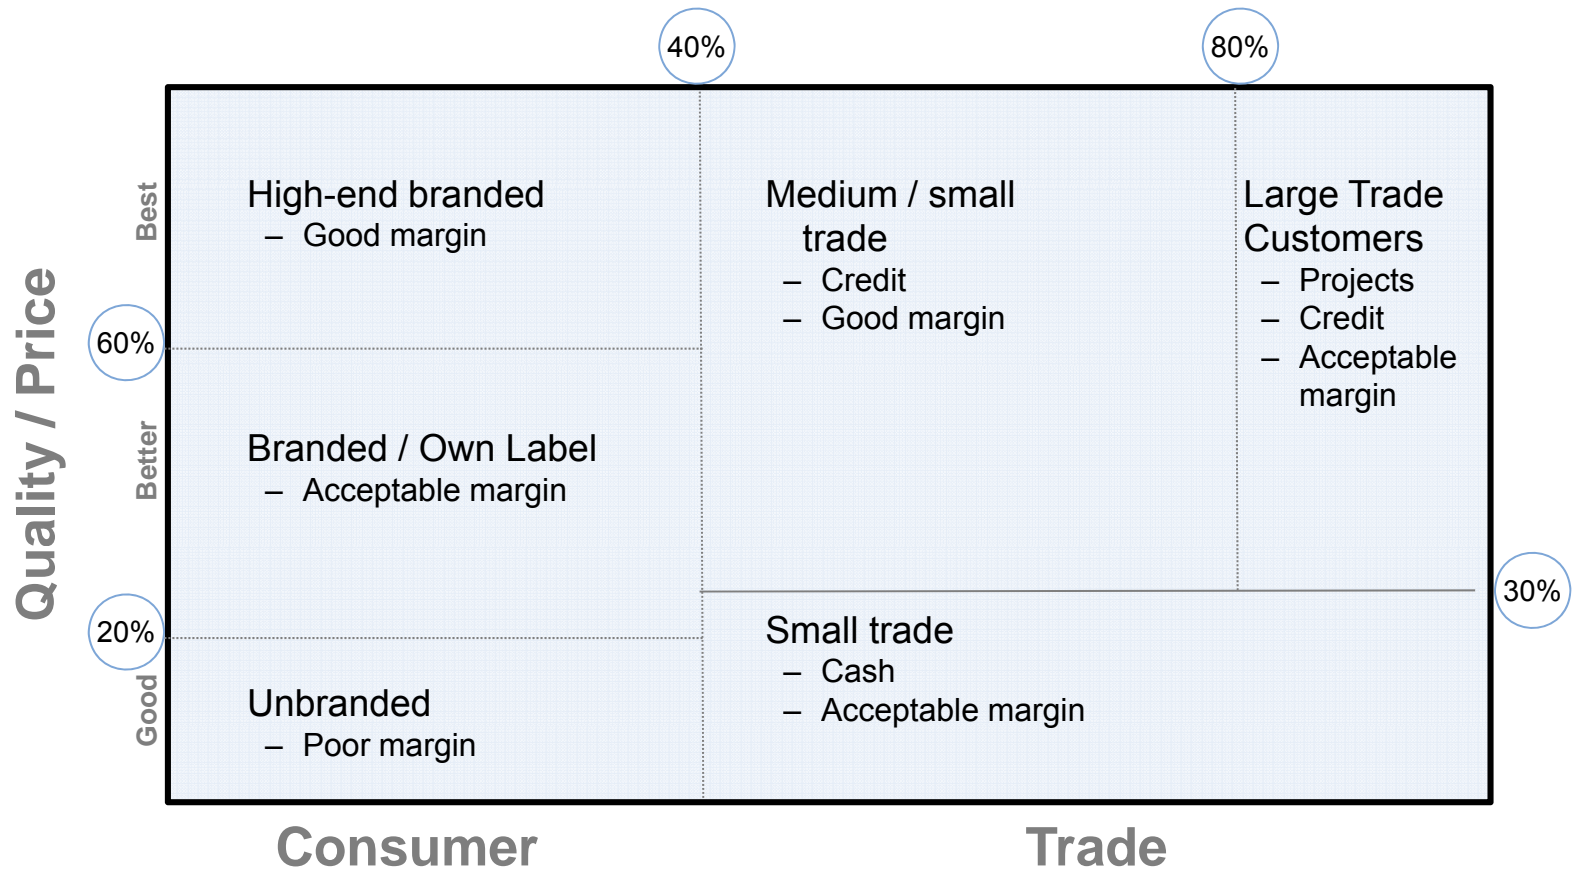 40%
80%
Quality / Price
Best
Better
Good
60%
20%
30%
High-end branded
– Good margin
Branded / Own Label
– Acceptable margin
Unbranded
– Poor margin
Medium / small
trade
– Credit
– Good margin
Small trade
– Cash
– Acceptable margin
Large Trade
Customers
– Projects
– Credit
– Acceptable
margin
Consumer
Trade